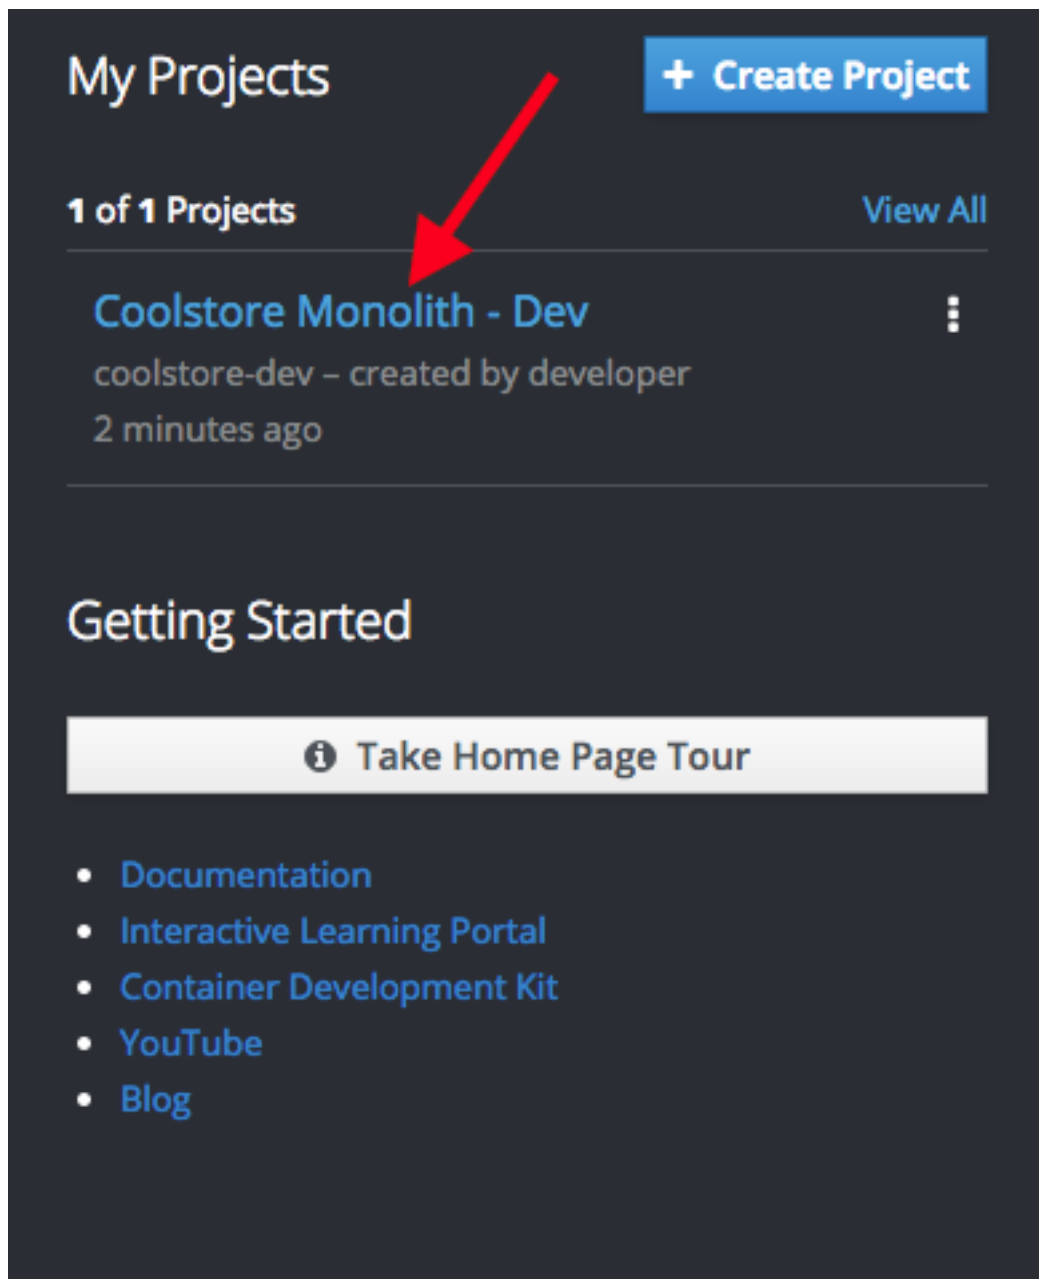 My Projects
+ Create Project
1 of 1 Projects
View All
Coolstore Monolith - Dev
coolstore-dev – created by developer
2 minutes ago
Getting Started
Take Home Page Tour
Documentation
Interactive Learning Portal
Container Development Kit
YouTube
Blog